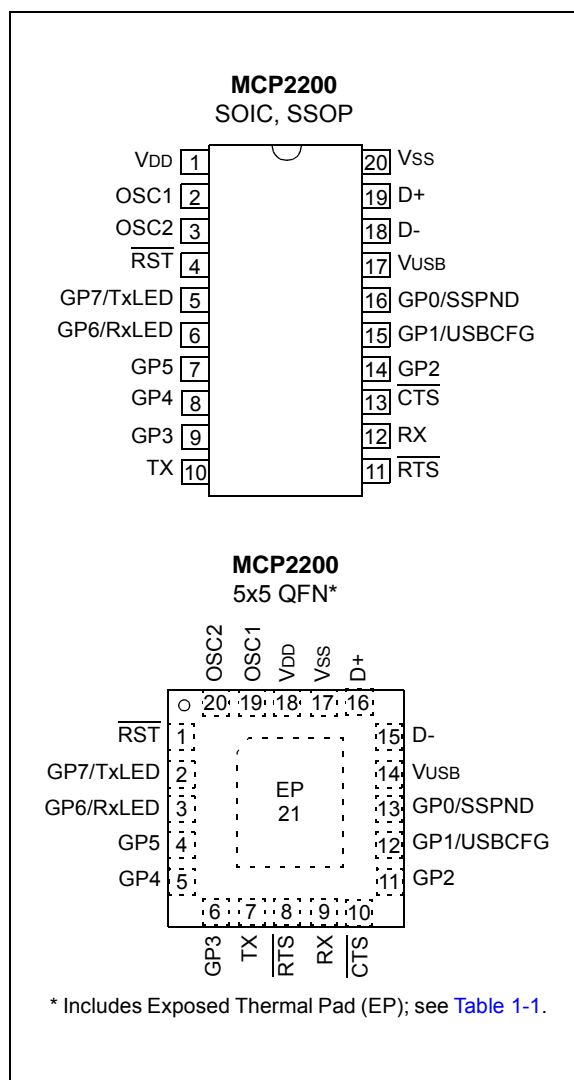 MCP2200
SOIC, SSOP
VDD 1 20 VSS
OSC1 2 19 D+
OSC2 3 18 D-
RST 4 17 VUSB
GP7/TxLED 5 16 GP0/SSPND
GP6/RxLED 6 15 GP1/USBCFG
GP5 7 14 GP2
GP4 8 13 CTS
GP3 9 12 RX
TX 10 11 RTS
MCP2200
5x5 QFN*
OSC2 OSC1 VDD VSS D+
20 19 18 17 16
RST 1 15 D-
GP7/TxLED 2 14 VUSB
GP6/RxLED 3 EP 13 GP0/SSPND
21
GP5 4 12 GP1/USBCFG
GP4 5 11 GP2
6 7 8 9 10
GP3 TX RTS RX CTS
* Includes Exposed Thermal Pad (EP); see Table 1-1.